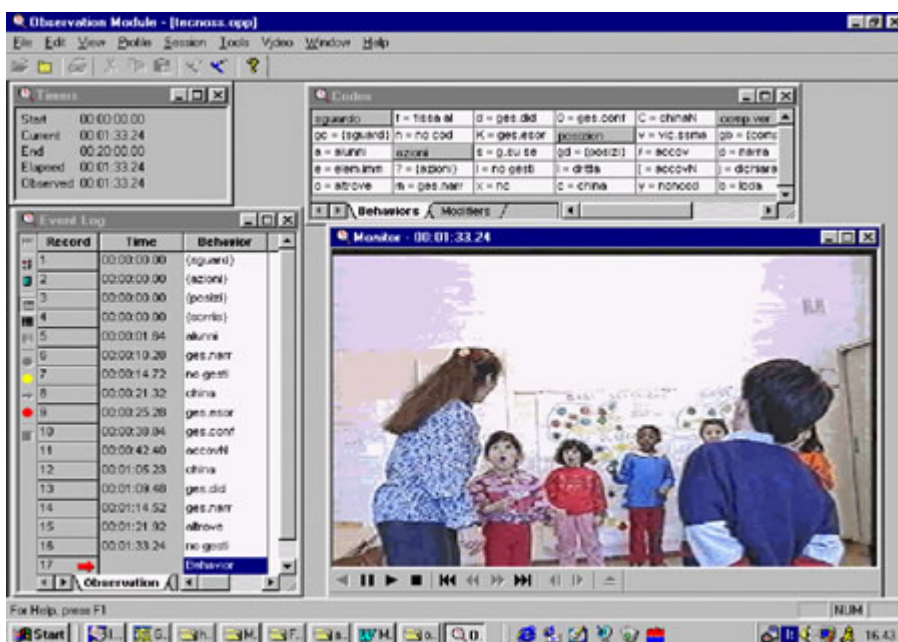 Observation Module - [tecnoss.opp]
File Edit View Profile Session Tools Video Window Help
Timers
Start 00:00:00.00
Current 00:01:33.24
End 00:20:00.00
Elapsed 00:01:33.24
Observed 00:01:33.24
Codes
sguardo f = fissa al d = ges.did Q = ges.conf C = chinaN comp.ver
gc = {sguard} n = no cod K = ges.esor posizion v = vic.ssma gb = {comp
a = alunni azioni s = g.su se gd = {posizi} r = accov d = narra
e = elem.imm ? = {azioni} l = no gesti i = dritta [ = accovN j = dichiara
o = altrove m = ges.narr x = nc c = china y = noncod b = loda
Behaviors Modifiers
Event Log
Record Time Behavior
1 00:00:00.00 {sguard}
2 00:00:00.00 {azioni}
3 00:00:00.00 {posizi}
4 00:00:00.00
5 00:00:01.64 alunni
6 00:00:10.28 ges.narr
7 00:00:14.72 no gesti
8 00:00:21.32 china
9 00:00:25.28 ges.esor
10 00:00:38.84 ges.conf
11 00:00:42.40 accovN
12 00:01:05.23 china
13 00:01:09.48 ges.did
14 00:01:14.52 ges.narr
15 00:01:21.92 altrove
16 00:01:33.24 no gesti
17 Behavior
Observation
Monitor - 00:01:33.24
For Help, press F1
NUM
Start
16.43